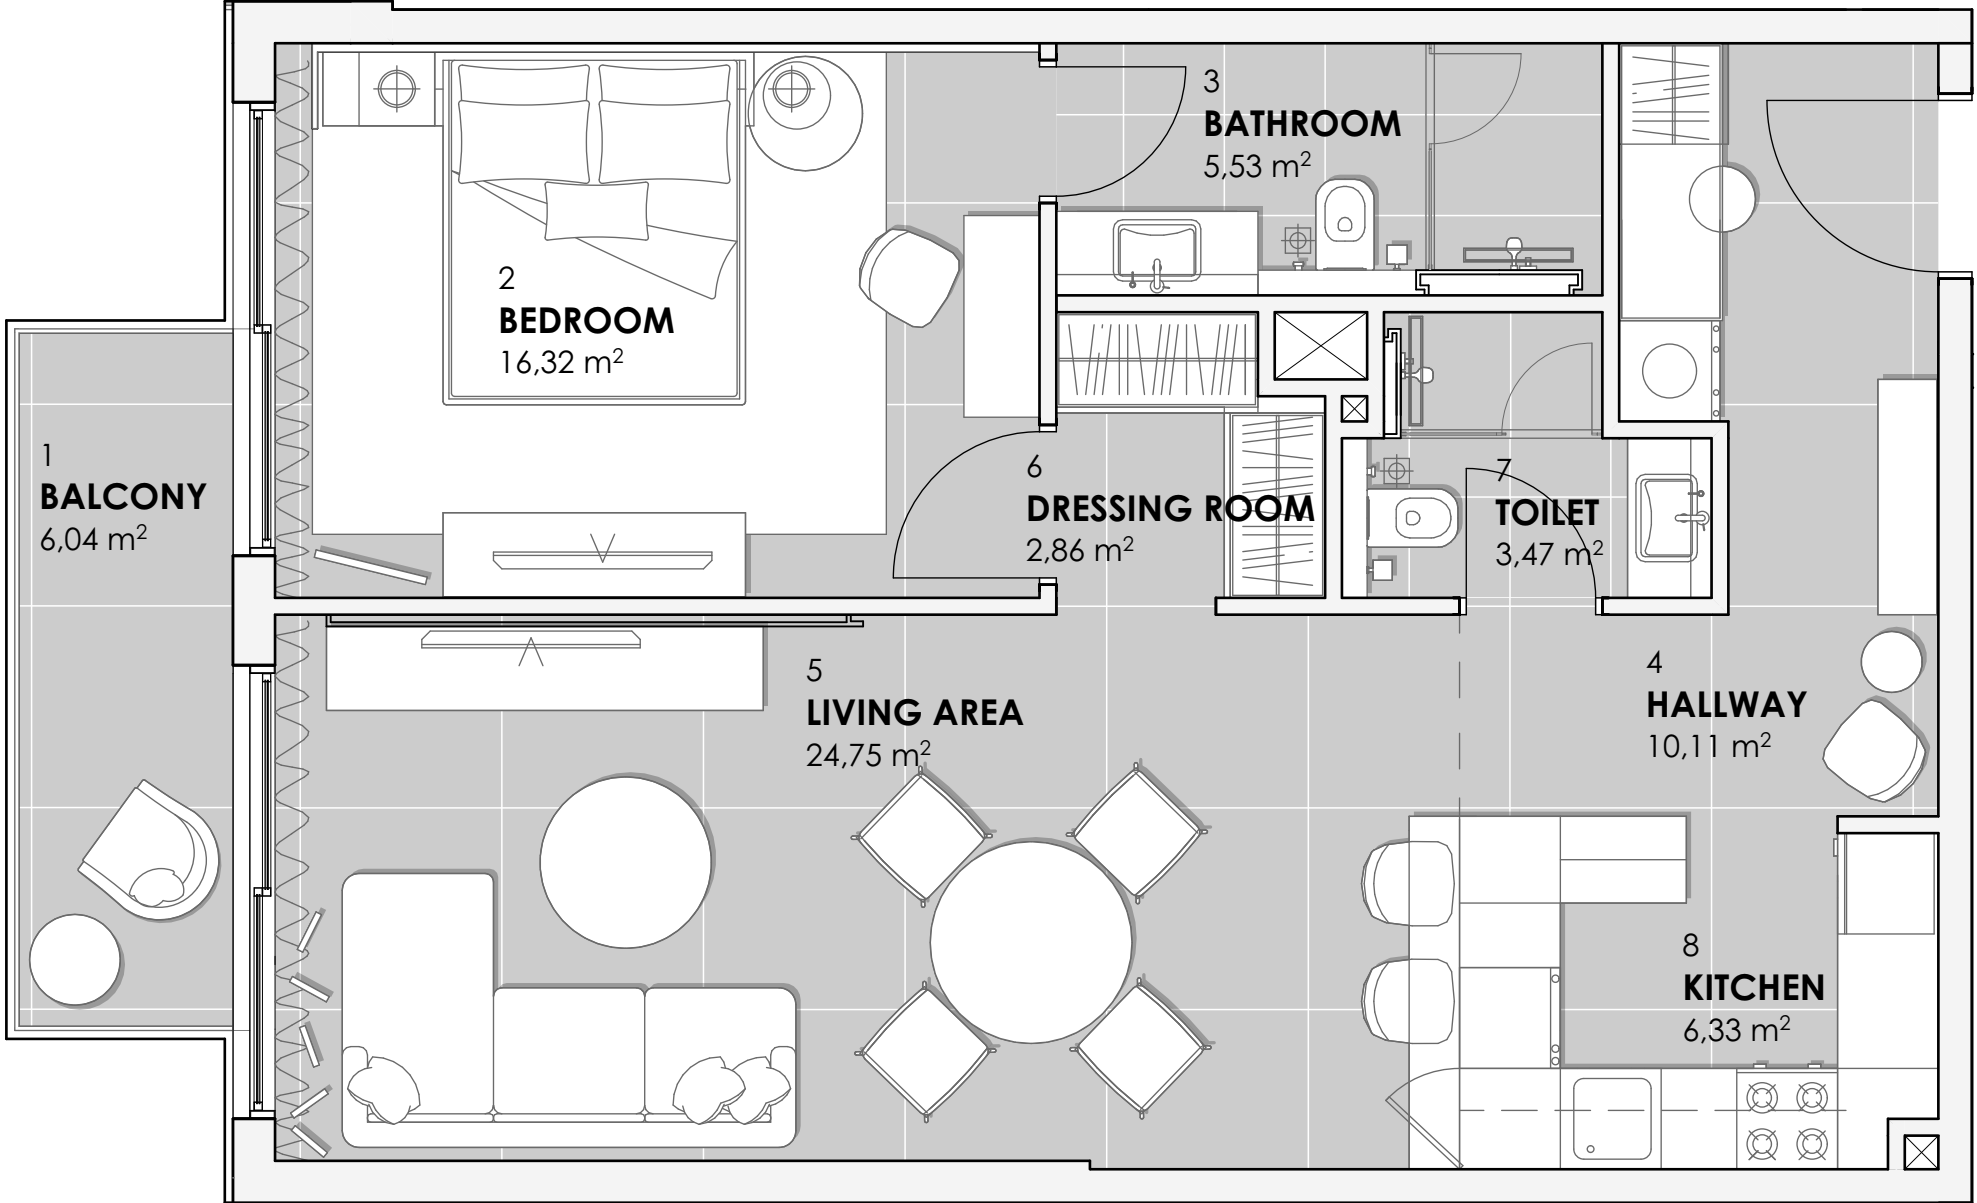 3
BATHROOM
5,53 m²
2
BEDROOM
16,32 m²
1
BALCONY
6,04 m²
6
DRESSING ROOM
2,86 m²
7
TOILET
3,47 m²
5
LIVING AREA
24,75 m²
4
HALLWAY
10,11 m²
8
KITCHEN
6,33 m²